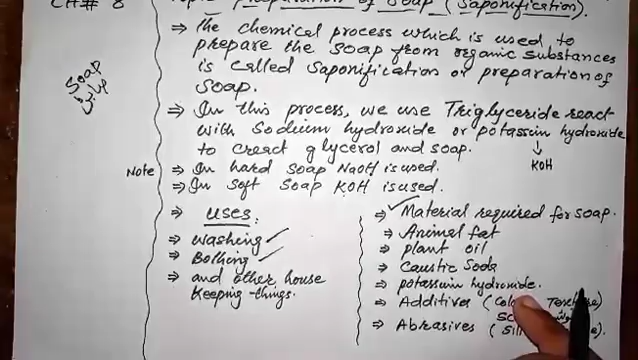 CH# 8
Topic Preparation of Soap (Saponification).
⇒ The chemical process which is used to
prepare the soap from organic substances
is called Saponification or preparation of
Soap.
Soap
⇒ In this process, we use Triglyceride react
with Sodium hydroxide or potassium hydroxide
to creact glycerol and soap.
KOH
Note ⇒ In hard soap NaOH is used.
⇒ In soft soap KOH is used.
⇒ uses.
⇒ washing ✓
⇒ Bathing ✓
⇒ and other house
keeping things.
⇒ Material required for soap.
⇒ Animal fat
⇒ plant oil
⇒ Caustic Soda
⇒ potassium hydroxide.
⇒ Additive (
⇒ Abrasives (